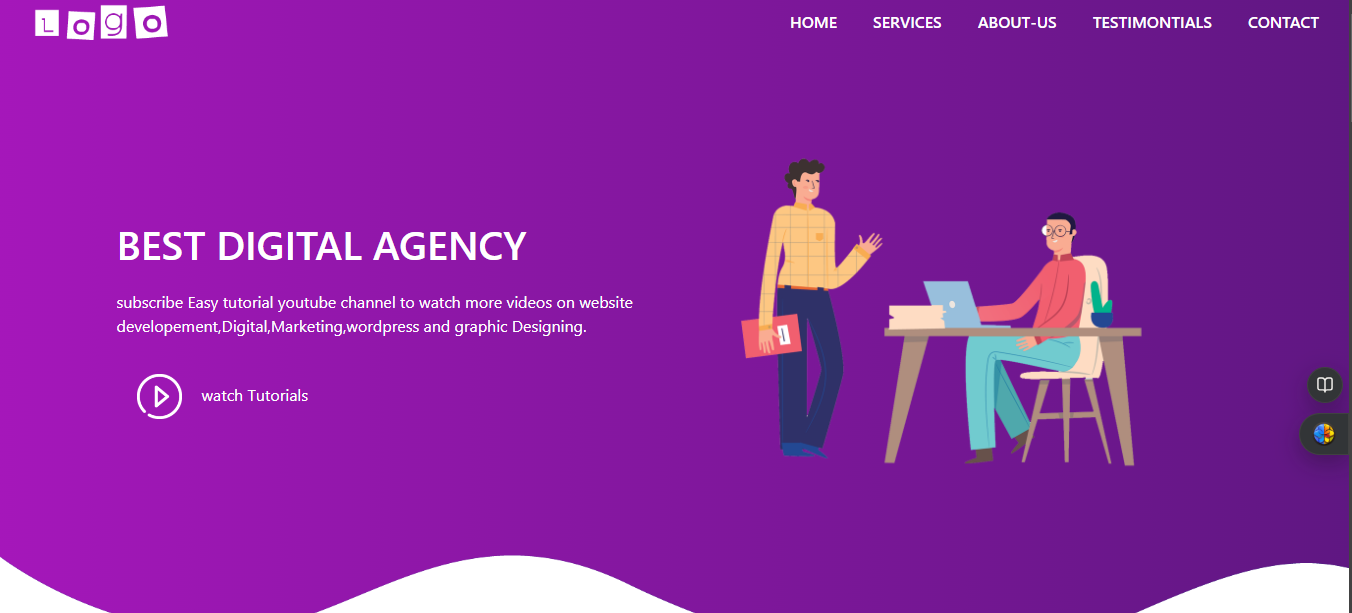 Logo
HOME SERVICES ABOUT-US TESTIMONTIALS CONTACT
BEST DIGITAL AGENCY
subscribe Easy tutorial youtube channel to watch more videos on website
developement,Digital,Marketing,wordpress and graphic Designing.
watch Tutorials